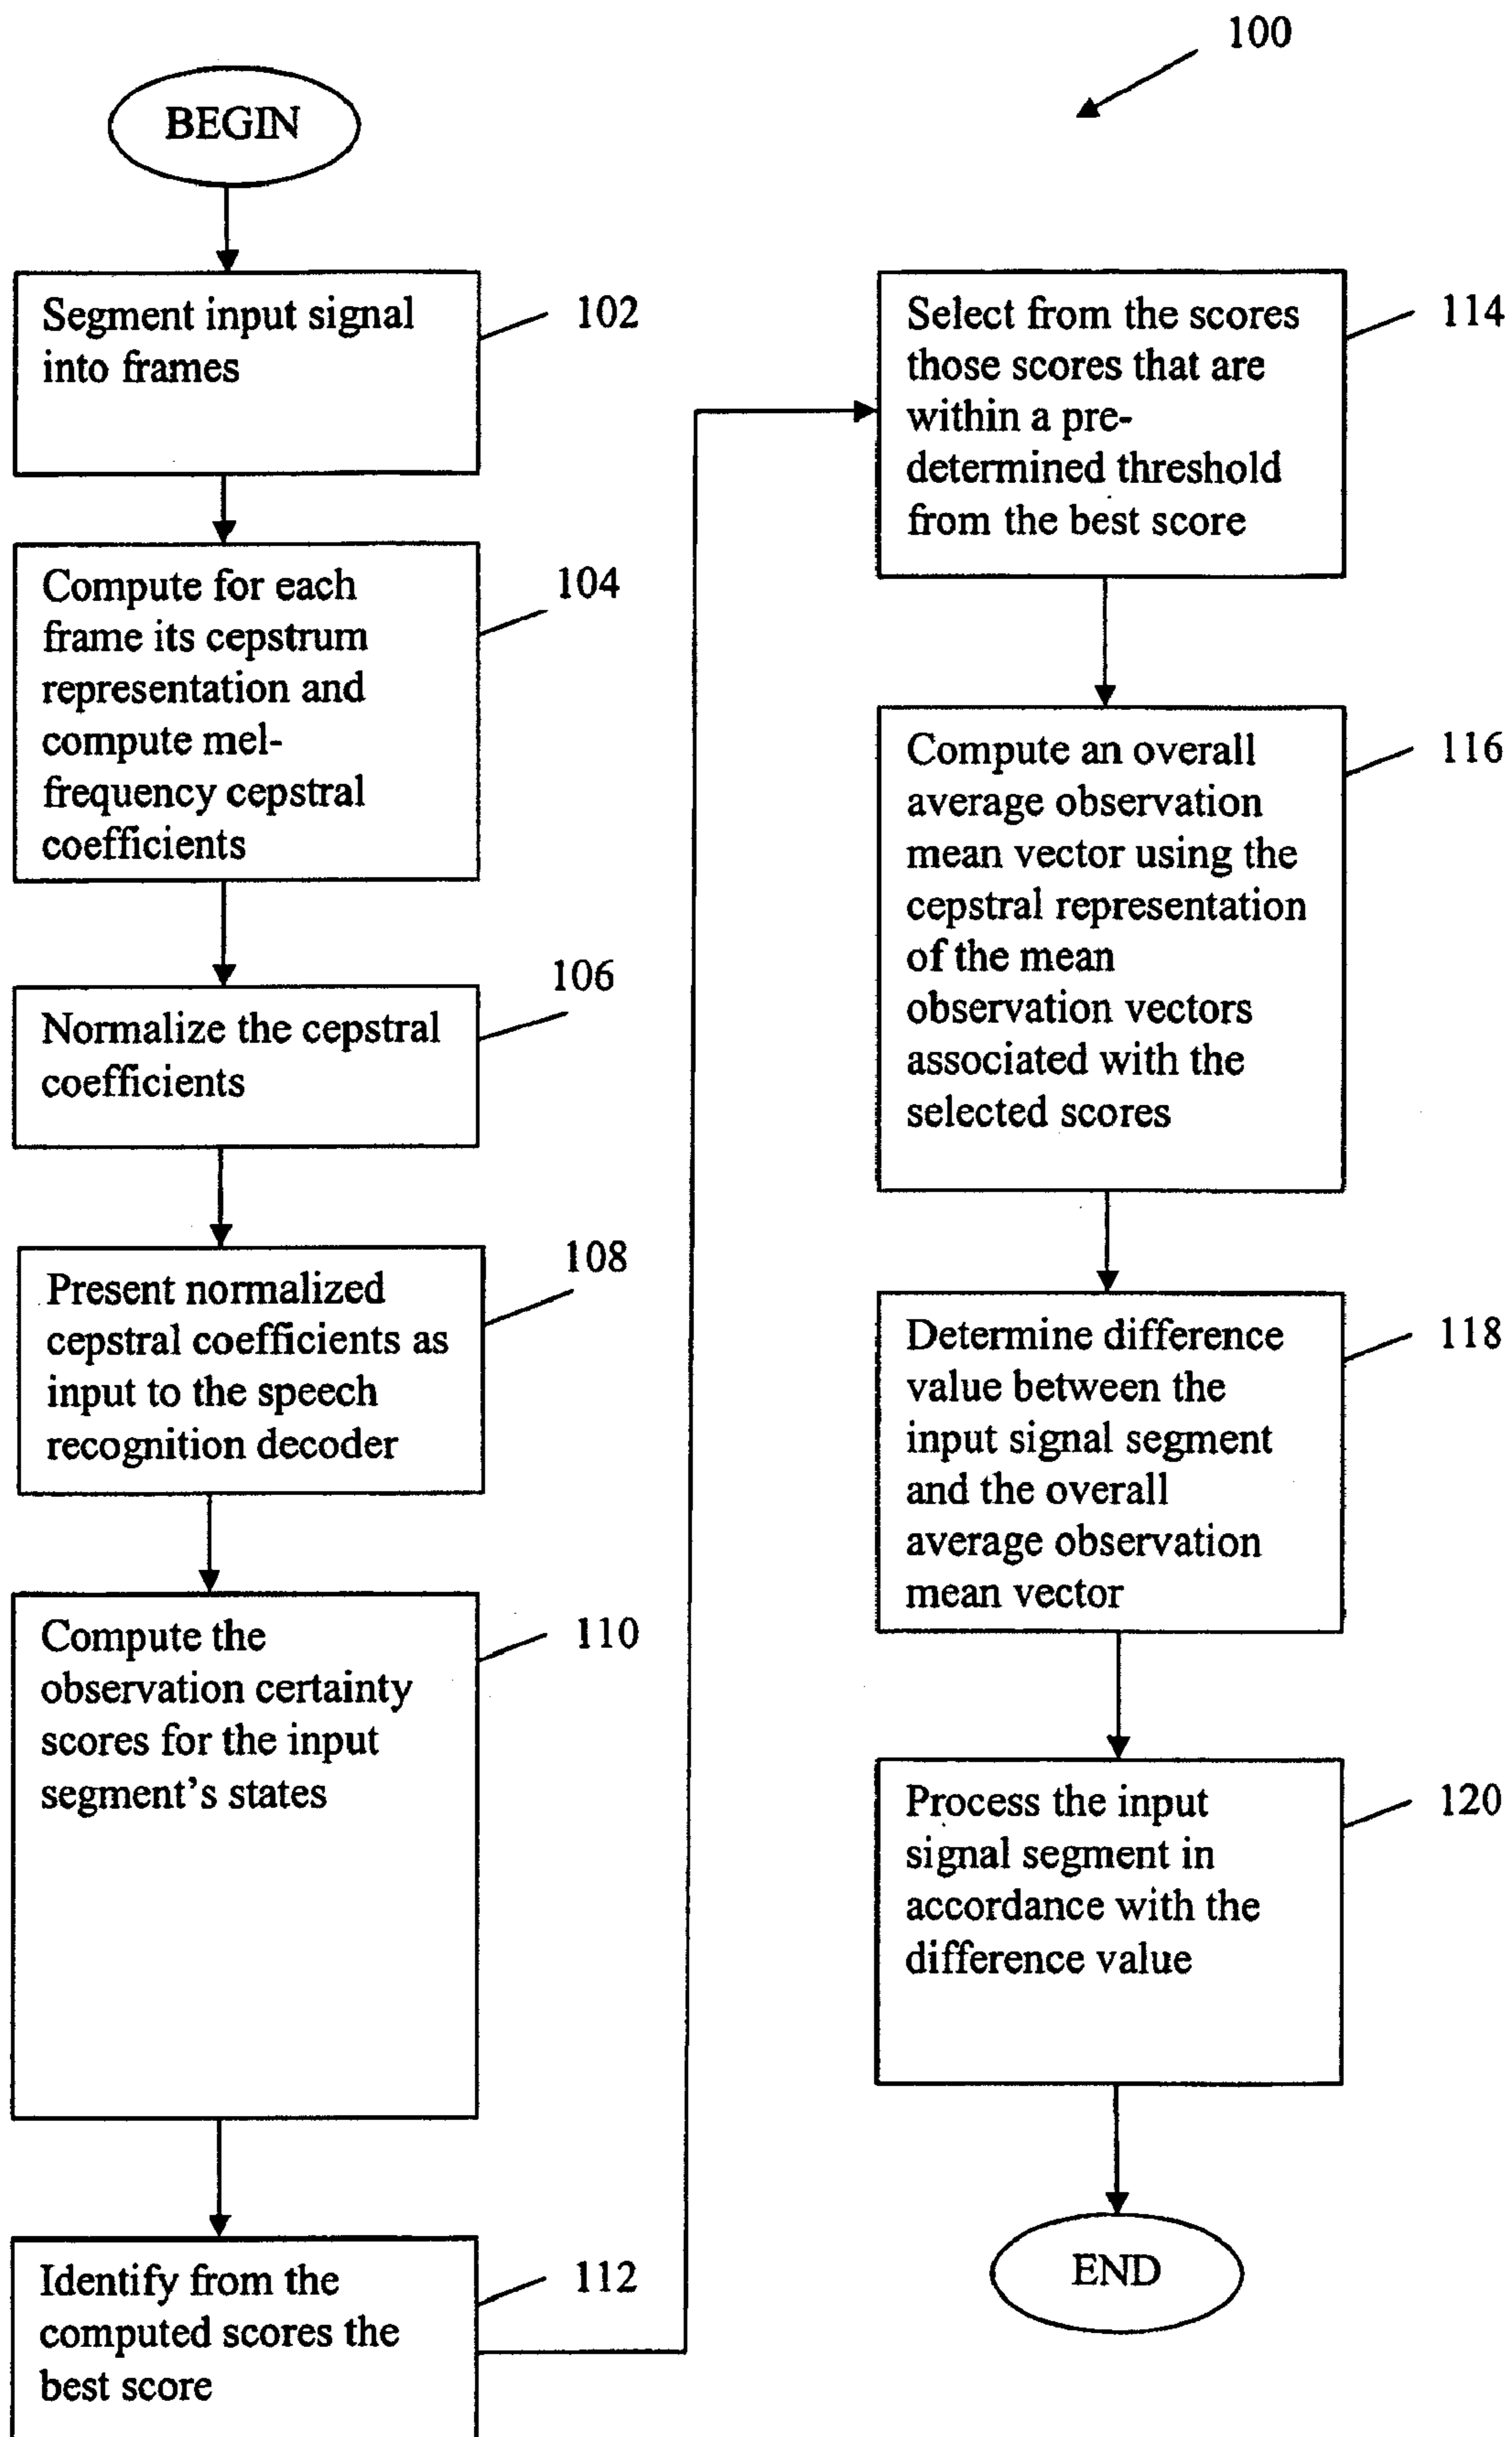 100
BEGIN
Segment input signal
into frames
102
Compute for each
frame its cepstrum
representation and
compute mel-
frequency cepstral
coefficients
104
Normalize the cepstral
coefficients
106
Present normalized
cepstral coefficients as
input to the speech
recognition decoder
108
Compute the
observation certainty
scores for the input
segment's states
110
Identify from the
computed scores the
best score
112
Select from the scores
those scores that are
within a pre-
determined threshold
from the best score
114
Compute an overall
average observation
mean vector using the
cepstral representation
of the mean
observation vectors
associated with the
selected scores
116
Determine difference
value between the
input signal segment
and the overall
average observation
mean vector
118
Process the input
signal segment in
accordance with the
difference value
120
END